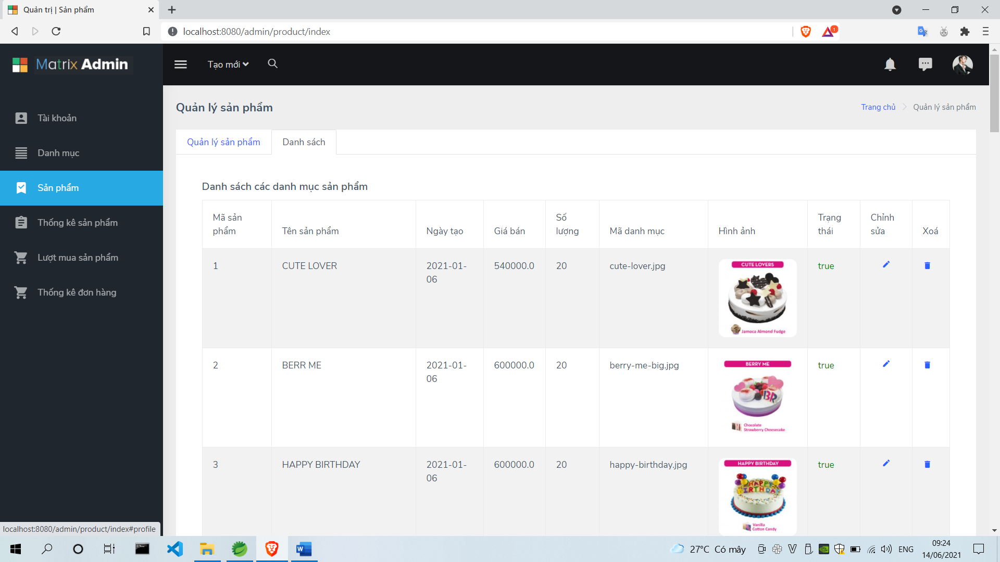 Quản trị | Sản phẩm
localhost:8080/admin/product/index
1
Matrix Admin
Tạo mới
Tài khoản
Danh mục
Sản phẩm
Thống kê sản phẩm
Lượt mua sản phẩm
Thống kê đơn hàng
Quản lý sản phẩm
Trang chủ
Quản lý sản phẩm
Quản lý sản phẩm
Danh sách
Danh sách các danh mục sản phẩm
Mã sản phẩm
Tên sản phẩm
Ngày tạo
Giá bán
Số lượng
Mã danh mục
Hình ảnh
Trạng thái
Chỉnh sửa
Xoá
1
CUTE LOVER
2021-01-06
540000.0
20
cute-lover.jpg
CUTE LOVERS
Jamoca Almond Fudge
true
2
BERR ME
2021-01-06
600000.0
20
berry-me-big.jpg
BERRY ME
BR
Chocolate
Strawberry Cheesecake
true
3
HAPPY BIRTHDAY
2021-01-06
600000.0
20
happy-birthday.jpg
HAPPY BIRTHDAY
HAPPY
BIRTHDAY
Vanilla
Cotton Candy
true
localhost:8080/admin/product/index#profile
27°C Có mây
ENG
09:24
14/06/2021